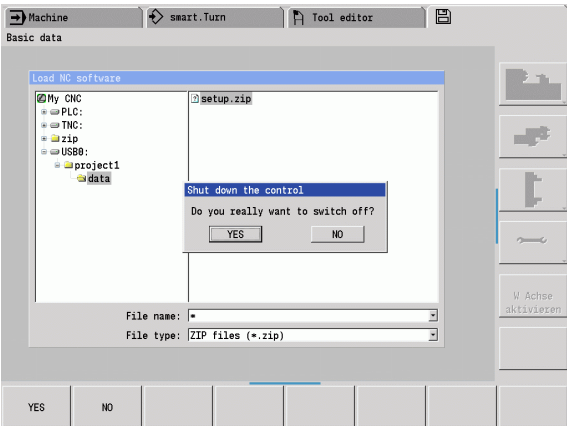 Machine
smart.Turn
Tool editor
Basic data
Load NC software
My CNC
PLC:
TNC:
zip
USB0:
project1
data
setup.zip
Shut down the control
Do you really want to switch off?
YES
NO
File name: *
File type: ZIP files (*.zip)
W Achse
aktivieren
YES
NO